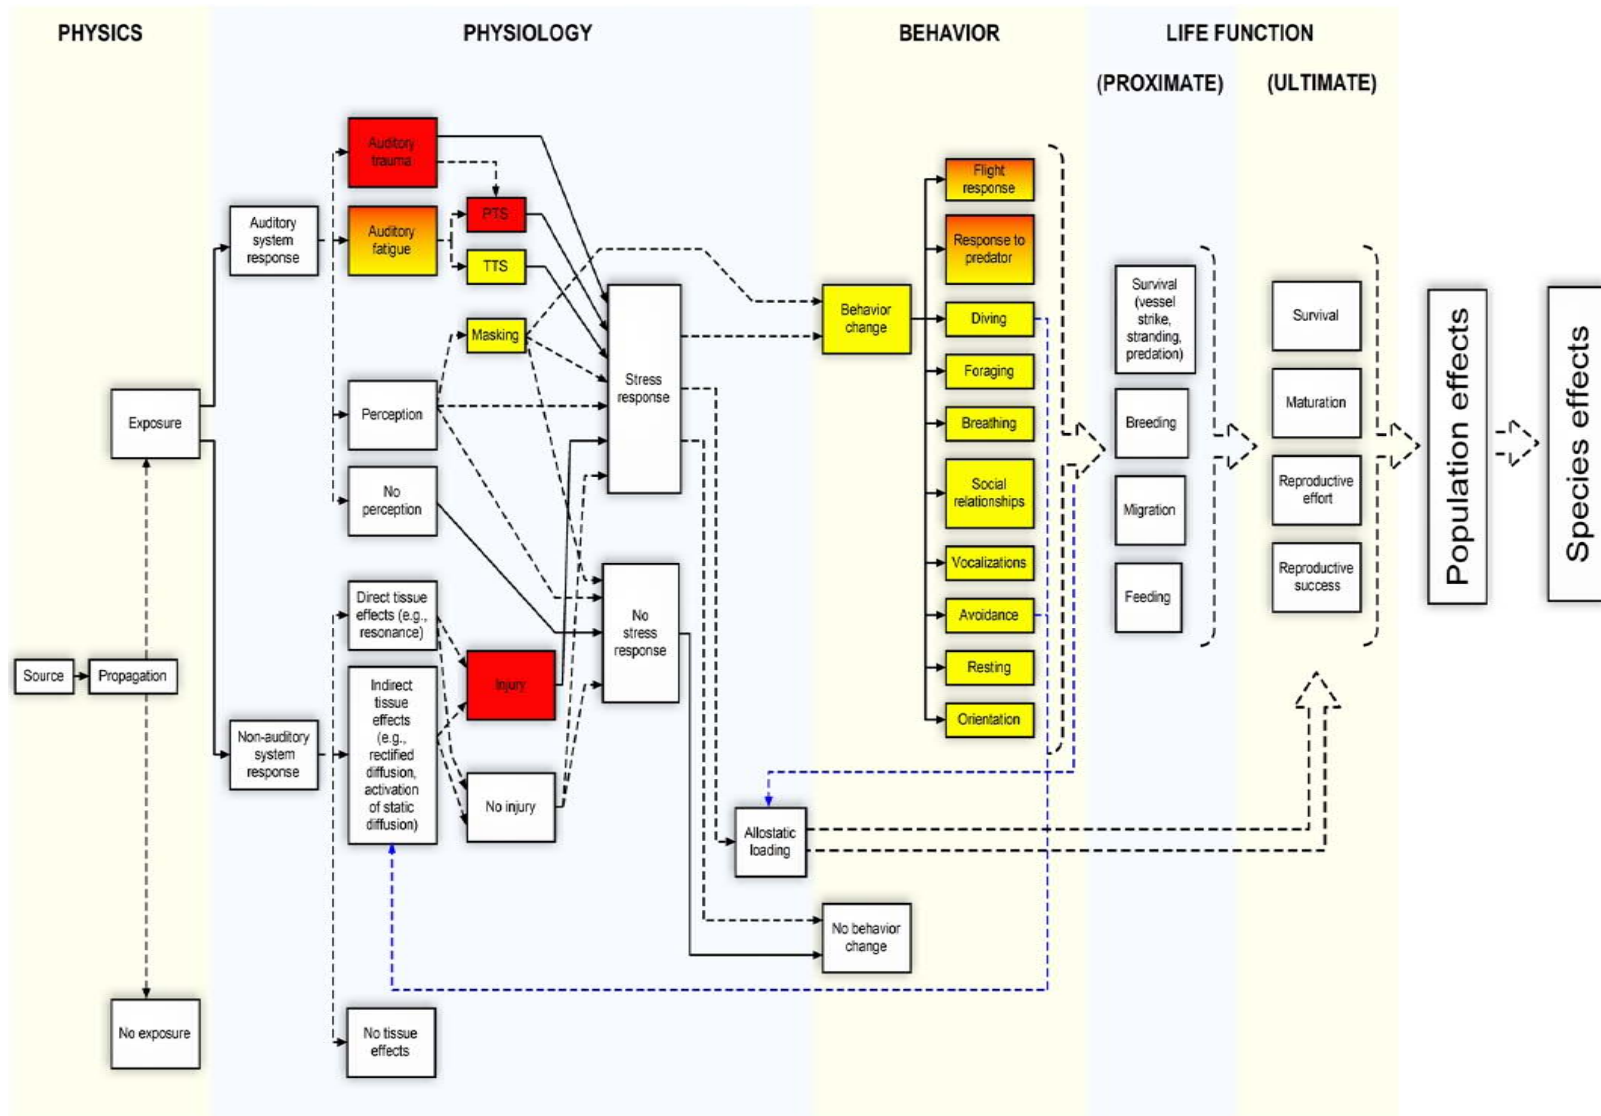 PHYSICS
PHYSIOLOGY
BEHAVIOR
LIFE FUNCTION
(PROXIMATE)
(ULTIMATE)
Source
Propagation
Exposure
No exposure
Auditory
system
response
Non-auditory
system
response
Auditory
trauma
Auditory
fatigue
PTS
TTS
Masking
Perception
No
perception
Direct tissue
effects (e.g.,
resonance)
Indirect
tissue
effects
(e.g.,
rectified
diffusion,
activation
of static
diffusion)
No tissue
effects
Injury
No injury
Stress
response
No
stress
response
Allostatic
loading
Behavior
change
No behavior
change
Flight
response
Response to
predator
Diving
Foraging
Breathing
Social
relationships
Vocalizations
Avoidance
Resting
Orientation
Survival
(vessel
strike,
stranding,
predation)
Breeding
Migration
Feeding
Survival
Maturation
Reproductive
effort
Reproductive
success
Population effects
Species effects